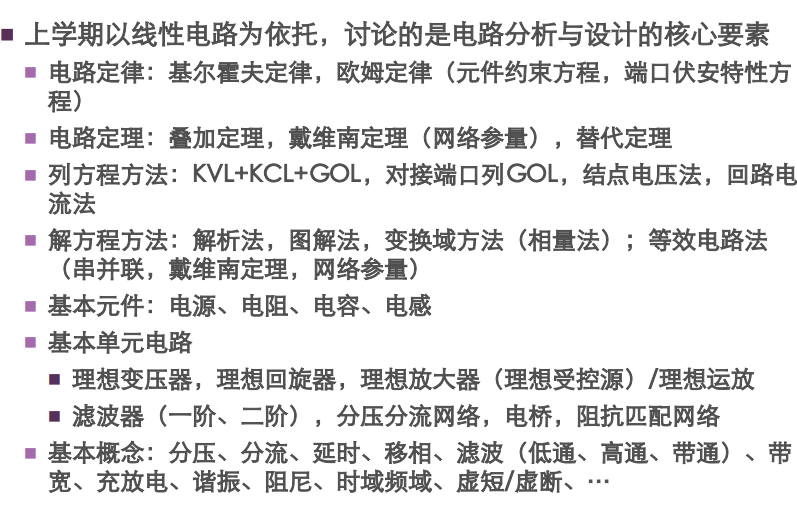 上学期以线性电路为依托，讨论的是电路分析与设计的核心要素
电路定律：基尔霍夫定律，欧姆定律（元件约束方程，端口伏安特性方
程）
电路定理：叠加定理，戴维南定理（网络参量），替代定理
列方程方法：KVL+KCL+GOL，对接端口列GOL，结点电压法，回路电
流法
解方程方法：解析法，图解法，变换域方法（相量法）；等效电路法
（串并联，戴维南定理，网络参量）
基本元件：电源、电阻、电容、电感
基本单元电路
理想变压器，理想回旋器，理想放大器（理想受控源）/理想运放
滤波器（一阶、二阶），分压分流网络，电桥，阻抗匹配网络
基本概念：分压、分流、延时、移相、滤波（低通、高通、带通）、带
宽、充放电、谐振、阻尼、时域频域、虚短/虚断、…